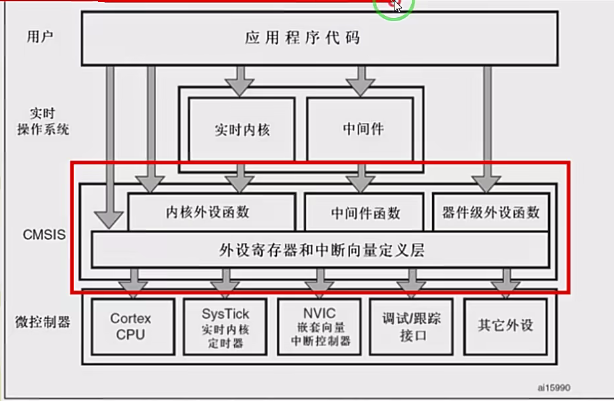 用户
应用程序代码
实时
操作系统
实时内核
中间件
CMSIS
内核外设函数
中间件函数
器件级外设函数
外设寄存器和中断向量定义层
微控制器
Cortex
CPU
SysTick
实时内核
定时器
NVIC
嵌套向量
中断控制器
调试/跟踪
接口
其它外设
ai15990